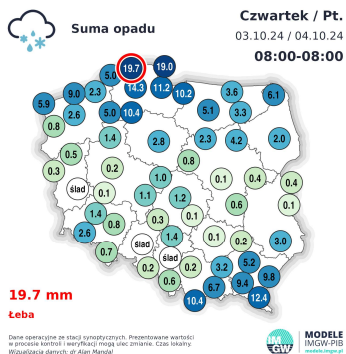 Suma opadu
Czwartek / Pt.
03.10.24 / 04.10.24
08:00-08:00
19.7 19.0
5.0
14.3 11.2
9.0 2.3 10.2 3.6 6.1
5.9
2.6 5.0 10.4 5.1 3.3
0.8
1.4 2.8 2.3 4.2 2.0
0.5 0.8
0.3 0.2
1.0 0.1 0.4 0.4
ślad 0.1
1.1 1.2 0.6 0.1
1.4 0.3 0.1
0.8
2.6 1.4 0.1 0.2 3.0
0.7 ślad
ślad
0.2 0.2 3.2 5.2
0.6 6.7 9.4 9.8
10.4 12.4
19.7 mm
Łeba
Dane operacyjne ze stacji synoptycznych. Prezentowane wartości
w procesie kontroli i weryfikacji mogą ulec zmianie. Czas lokalny.
Wizualizacja danych: dr Alan Mandal
IM
GW
MODELE
IMGW-PIB
modele.imgw.pl